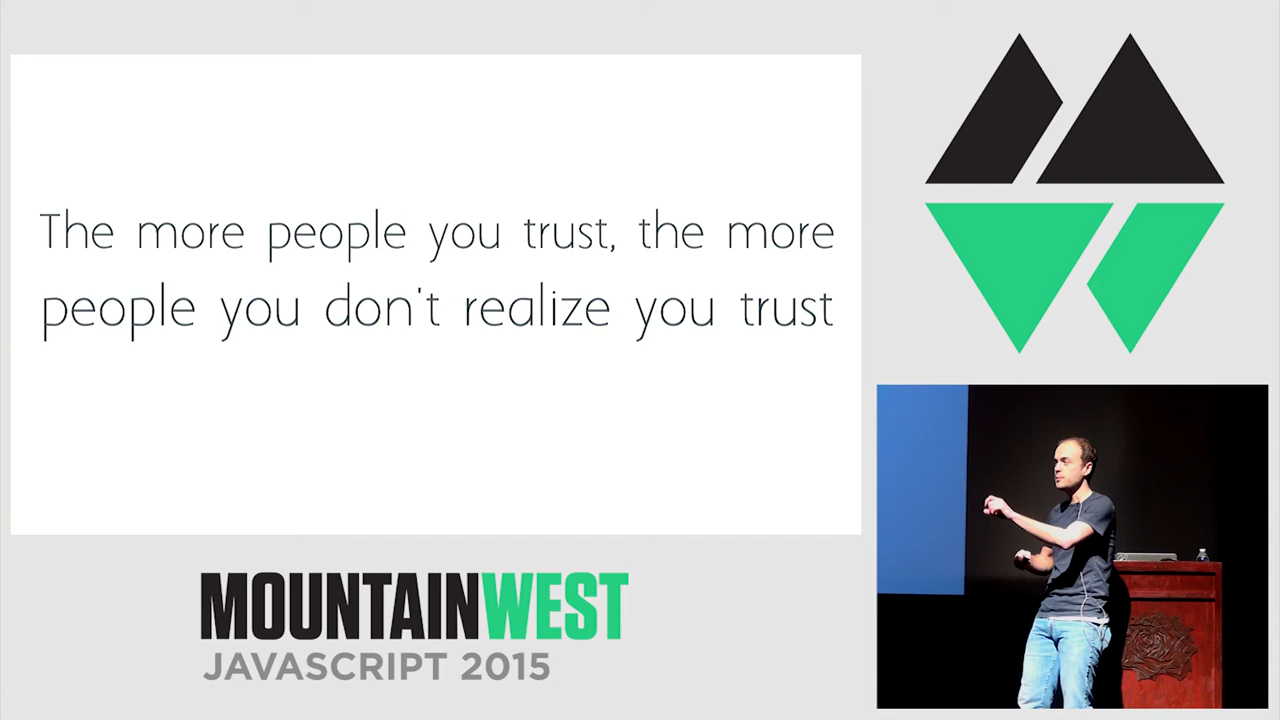 The more people you trust, the more
people you don't realize you trust
MOUNTAINWEST
JAVASCRIPT 2015